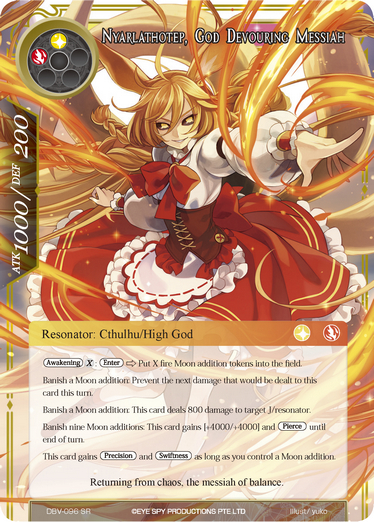 Nyarlathotep, God Devouring Messiah
ATK 1000/ DEF 200
Resonator: Cthulhu/High God
Awakening X : Enter ⇨ Put X fire Moon addition tokens into the field.
Banish a Moon addition: Prevent the next damage that would be dealt to this
card this turn.
Banish a Moon addition: This card deals 800 damage to target J/resonator.
Banish nine Moon additions: This card gains [+4000/+4000] and Pierce until
end of turn.
This card gains Precision and Swiftness as long as you control a Moon addition.
Returning from chaos, the messiah of balance.
DBV-096 SR
©EYE SPY PRODUCTIONS PTE.LTD
illust/ yuko